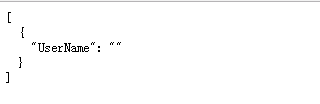 [
  {
    "UserName": ""
  }
]